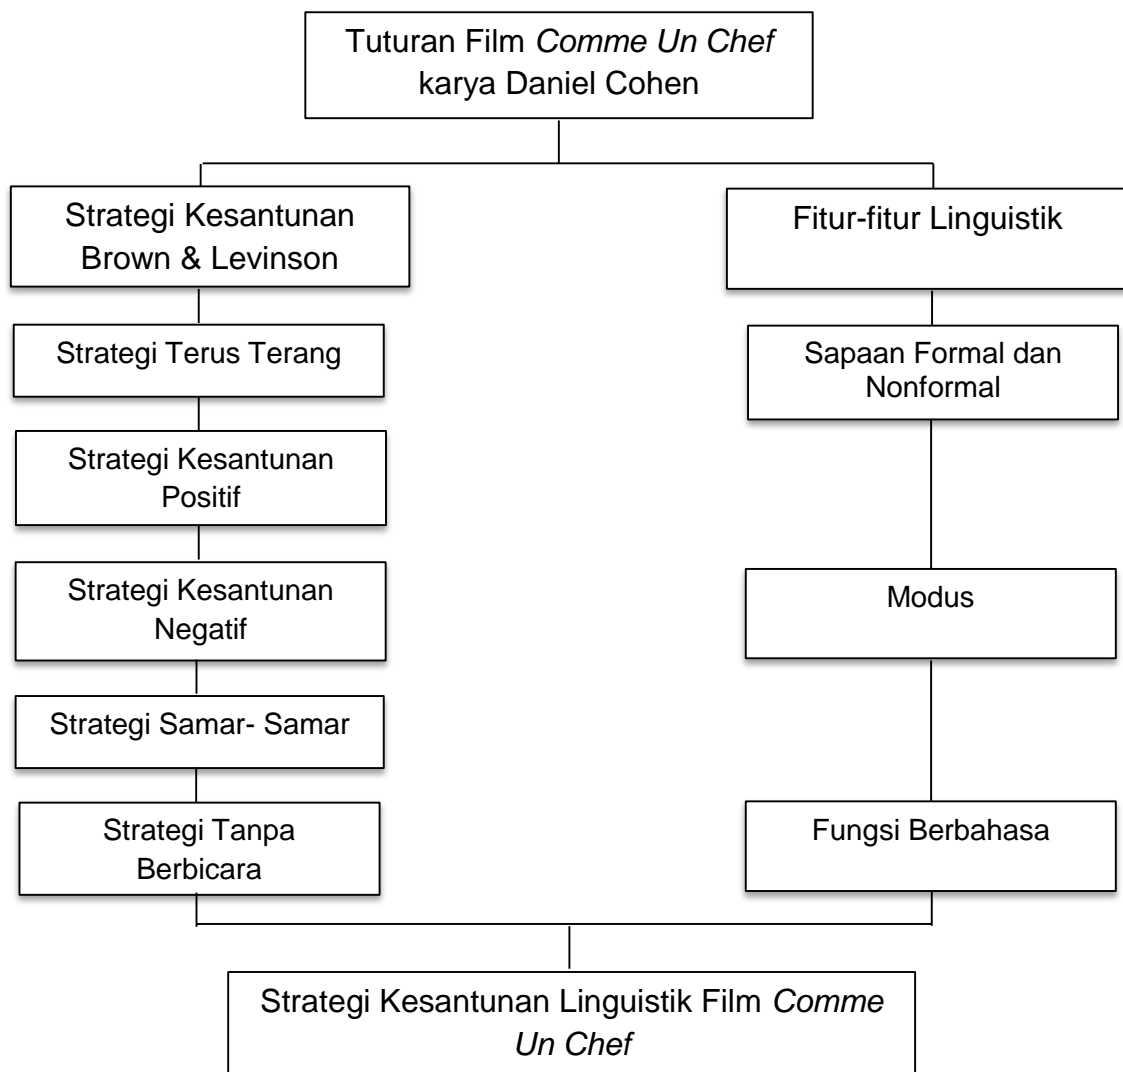 Tuturan Film Comme Un Chef
karya Daniel Cohen
Strategi Kesantunan
Brown & Levinson
Strategi Terus Terang
Strategi Kesantunan
Positif
Strategi Kesantunan
Negatif
Strategi Samar- Samar
Strategi Tanpa
Berbicara
Fitur-fitur Linguistik
Sapaan Formal dan
Nonformal
Modus
Fungsi Berbahasa
Strategi Kesantunan Linguistik Film Comme
Un Chef